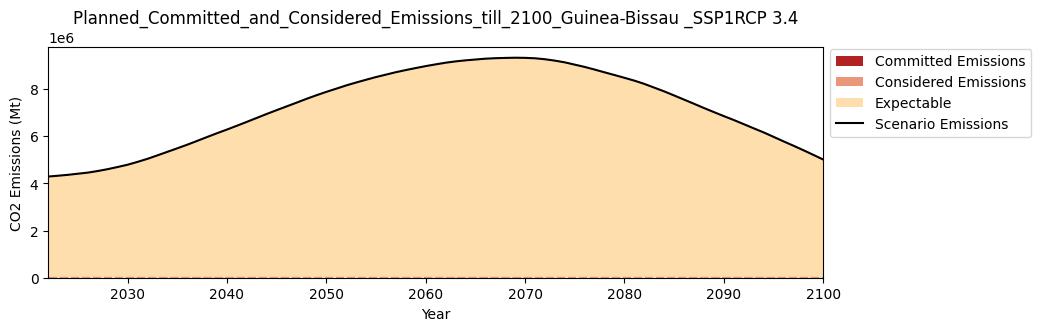 Planned_Committed_and_Considered_Emissions_till_2100_Guinea-Bissau _SSP1RCP 3.4
1e6
8
6
4
2
0
CO2 Emissions (Mt)
2030 2040 2050 2060 2070 2080 2090 2100
Year
Committed Emissions
Considered Emissions
Expectable
Scenario Emissions